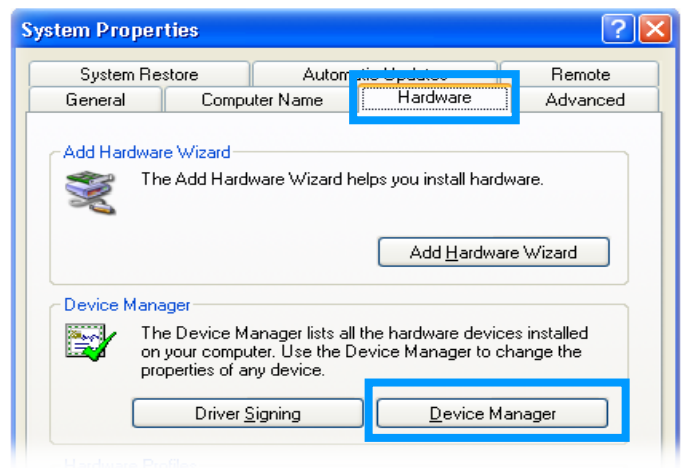 System Properties
System Restore Automatic Updates Remote
General Computer Name Hardware Advanced
Add Hardware Wizard
The Add Hardware Wizard helps you install hardware.
Add Hardware Wizard
Device Manager
The Device Manager lists all the hardware devices installed
on your computer. Use the Device Manager to change the
properties of any device.
Driver Signing Device Manager